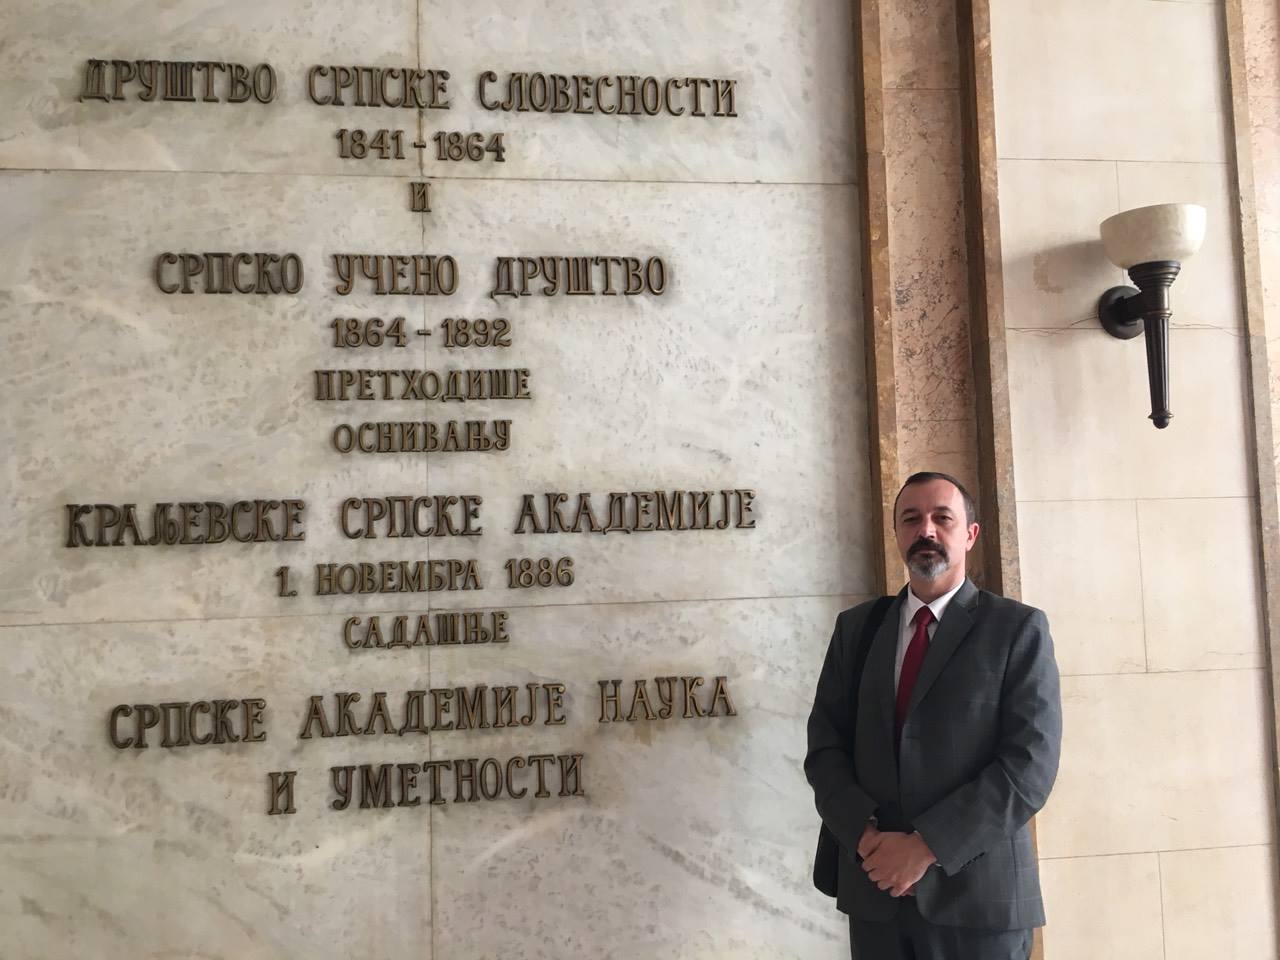 ДРУШТВО СРПСКЕ СЛОВЕСНОСТИ
1841-1864
И
СРПСКО УЧЕНО ДРУШТВО
1864-1892
ПРЕТХОДИШЕ
ОСНИВАЊУ
КРАЉЕВСКЕ СРПСКЕ АКАДЕМИЈЕ
1. НОВЕМБРА 1886
САДАШЊЕ
СРПСКЕ АКАДЕМИЈЕ НАУКА
И УМЕТНОСТИ